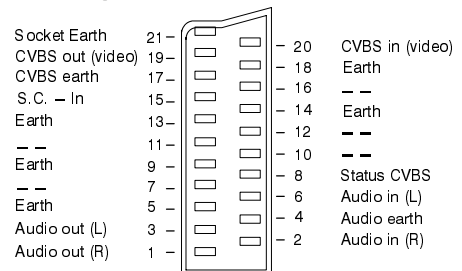 Socket Earth 21 –
CVBS out (video) 19 –
CVBS earth 17 –
S.C. – In 15 –
Earth 13 –
– – 11 –
Earth 9 –
– – 7 –
Earth 5 –
Audio out (L) 3 –
Audio out (R) 1 –
– 20 CVBS in (video)
– 18 Earth
– 16 – –
– 14 Earth
– 12 – –
– 10 – –
– 8 Status CVBS
– 6 Audio in (L)
– 4 Audio earth
– 2 Audio in (R)